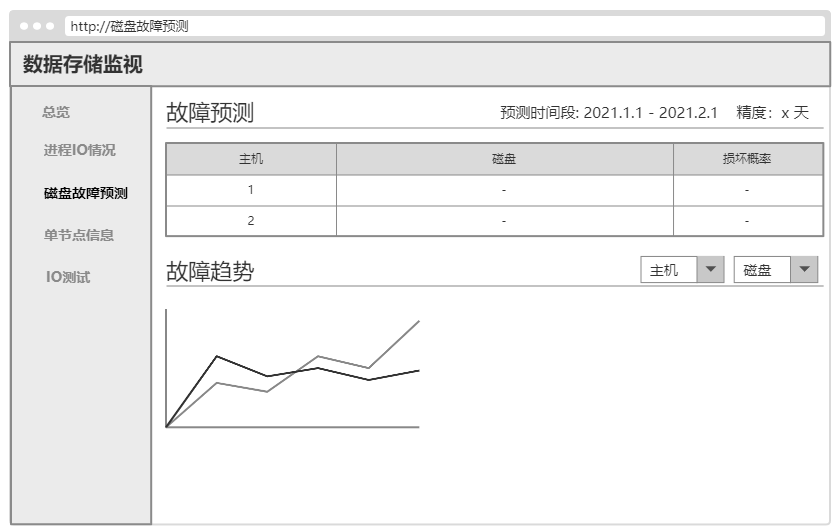 http://磁盘故障预测
数据存储监视
总览
进程IO情况
磁盘故障预测
单节点信息
IO测试
故障预测
预测时间段: 2021.1.1 - 2021.2.1 精度：x 天
主机 磁盘 损坏概率
1 - -
2 - -
故障趋势
主机 磁盘